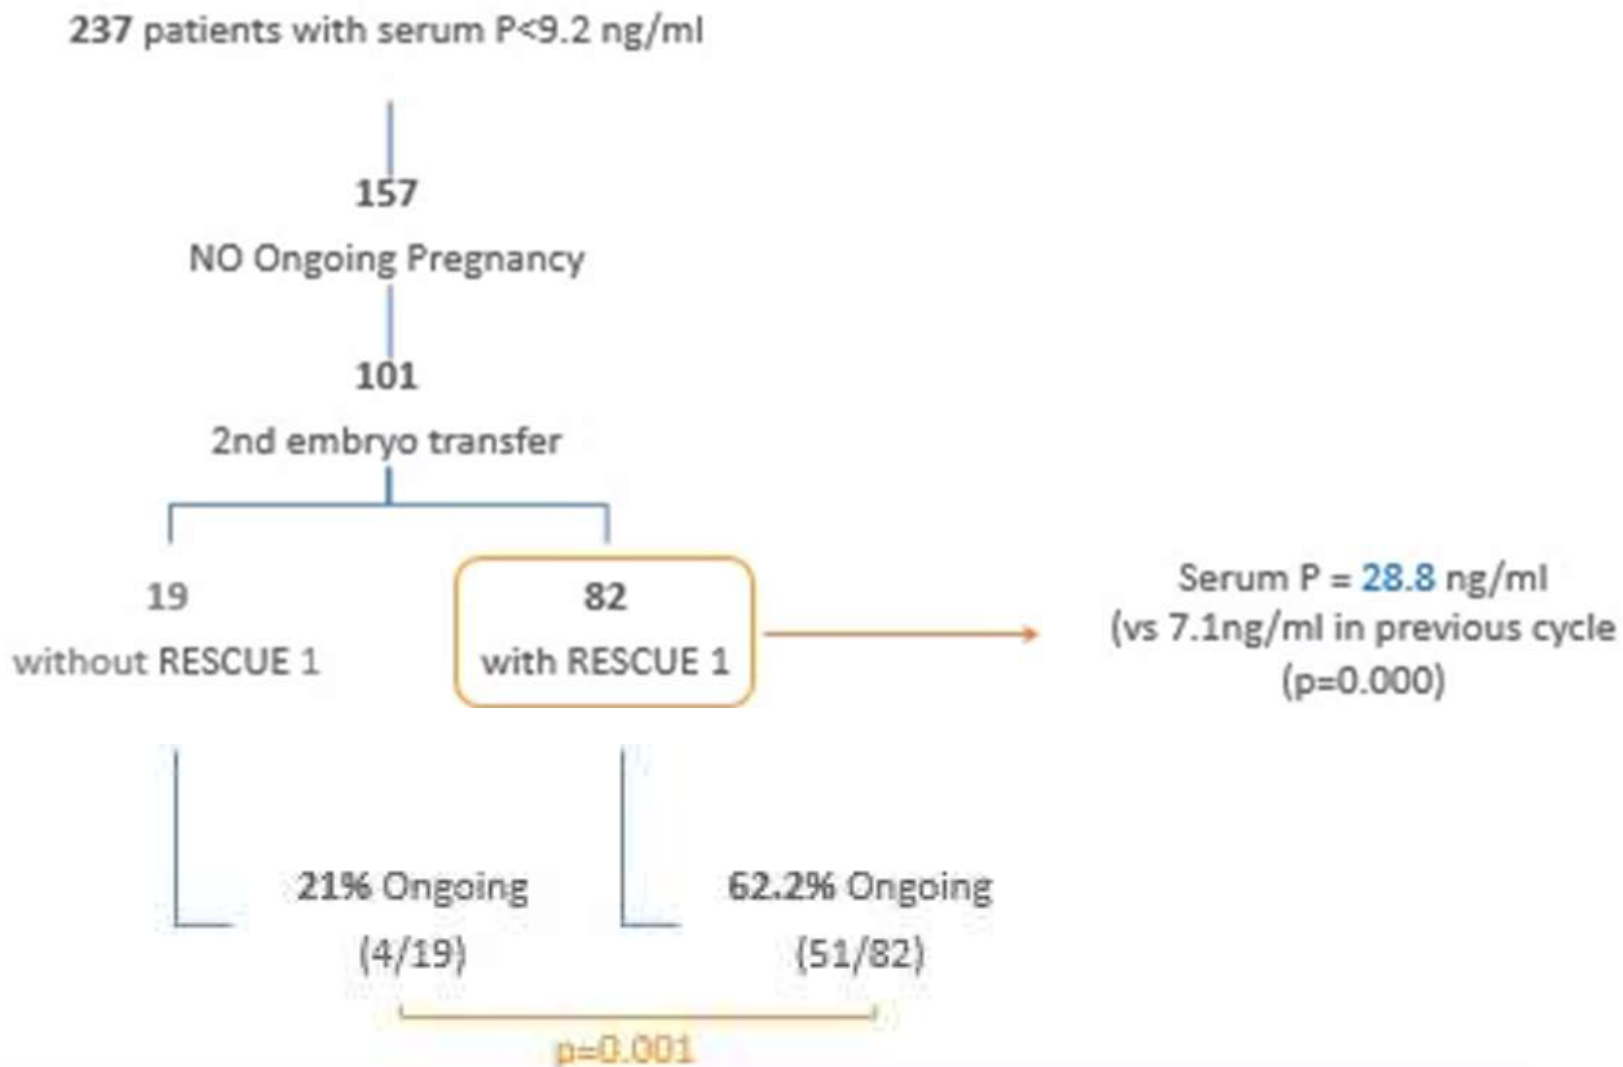 237 patients with serum P<9.2 ng/ml
157
NO Ongoing Pregnancy
101
2nd embryo transfer
19
without RESCUE 1
82
with RESCUE 1
Serum P = 28.8 ng/ml
(vs 7.1ng/ml in previous cycle
(p=0.000)
21% Ongoing
(4/19)
62.2% Ongoing
(51/82)
p=0.001